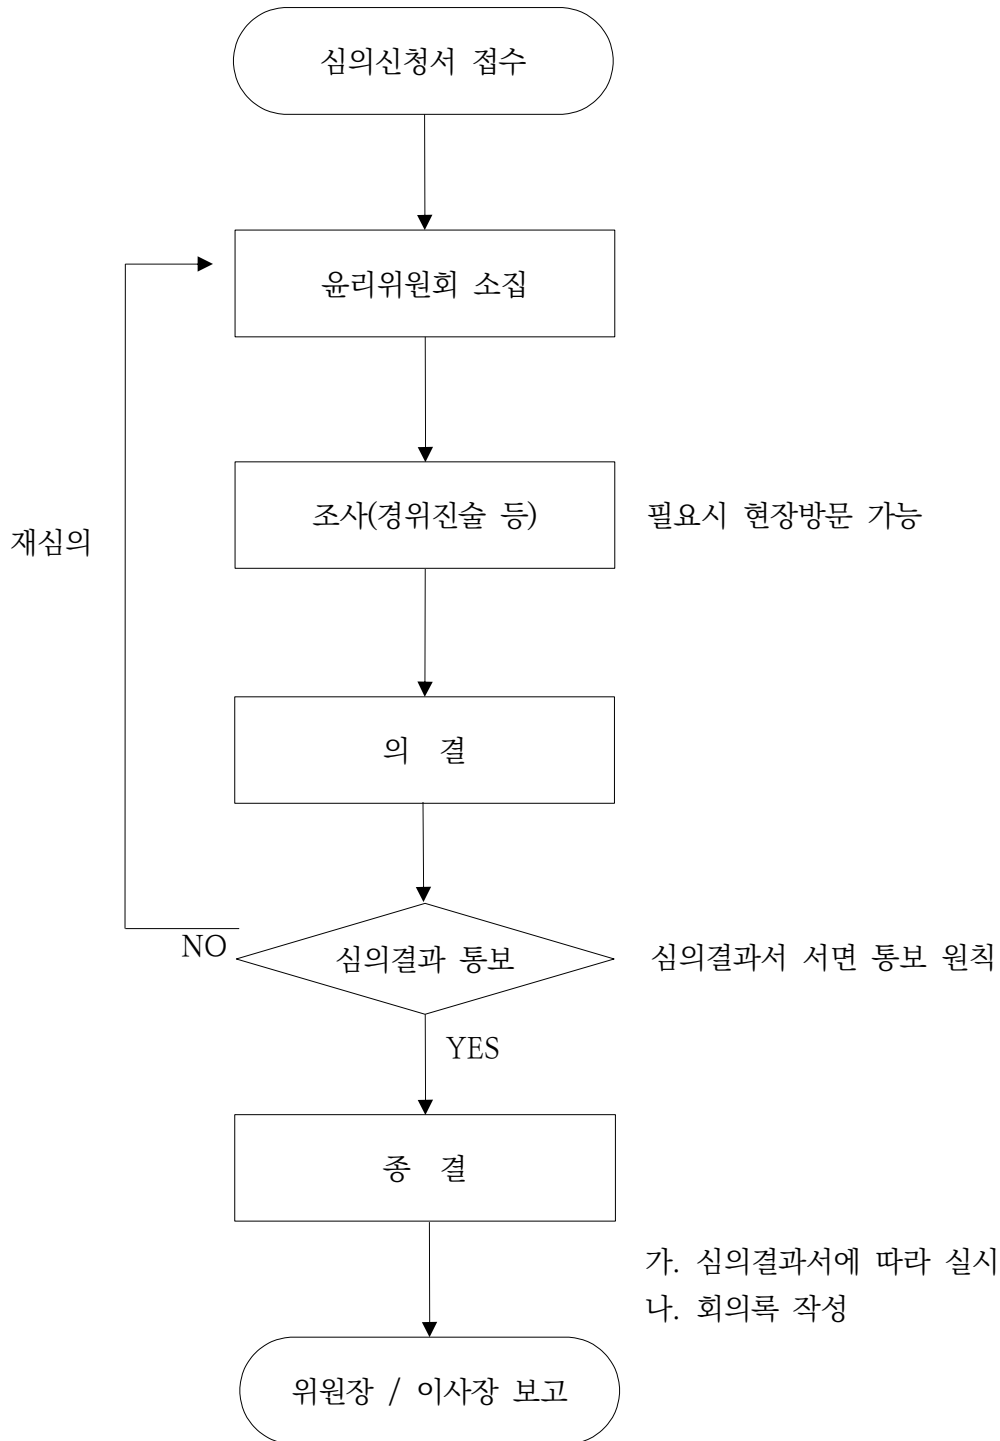 심의신청서 접수
윤리위원회 소집
조사(경위진술 등)
필요시 현장방문 가능
재심의
의 결
심의결과 통보
NO
심의결과서 서면 통보 원칙
YES
종 결
가. 심의결과서에 따라 실시
나. 회의록 작성
위원장 / 이사장 보고